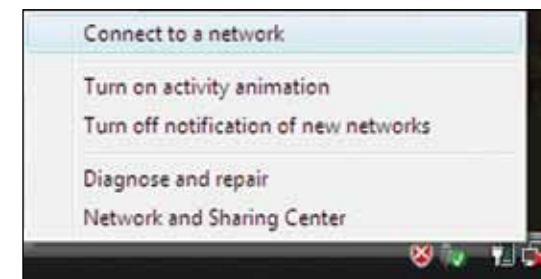 Connect to a network
Turn on activity animation
Turn off notification of new networks
Diagnose and repair
Network and Sharing Center